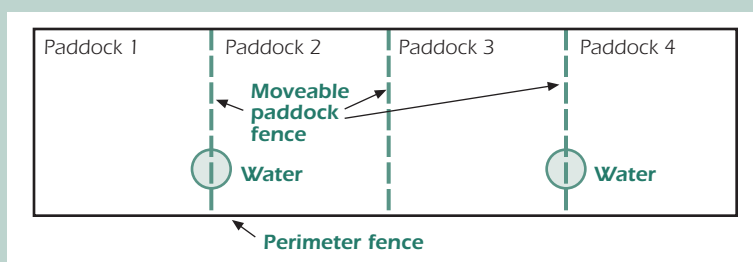 Paddock 1
Paddock 2
Paddock 3
Paddock 4
Moveable
paddock
fence
Water
Water
Perimeter fence